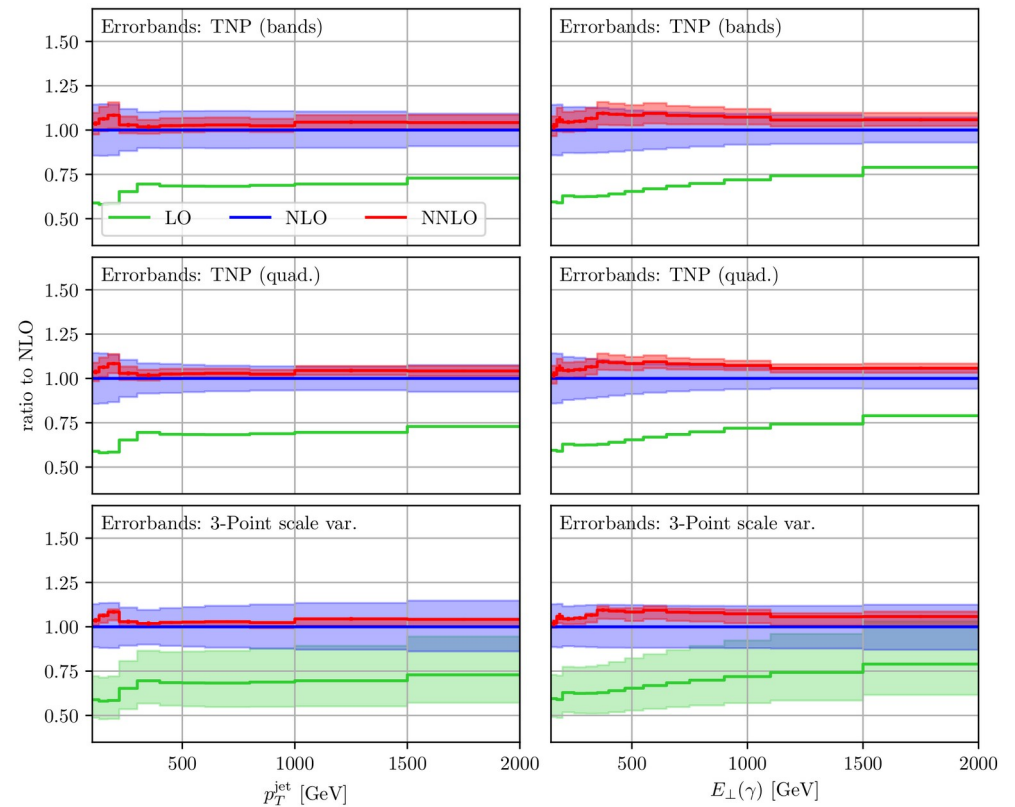 Errorbands: TNP (bands)
Errorbands: TNP (bands)
1.50
1.25
1.00
0.75
0.50
LO NLO NNLO
Errorbands: TNP (quad.)
Errorbands: TNP (quad.)
1.50
1.25
1.00
0.75
0.50
ratio to NLO
Errorbands: 3-Point scale var.
Errorbands: 3-Point scale var.
1.50
1.25
1.00
0.75
0.50
500 1000 1500 2000
500 1000 1500 2000
$p_T^{\mathrm{jet}}$ [GeV]
$E_\perp(\gamma)$ [GeV]